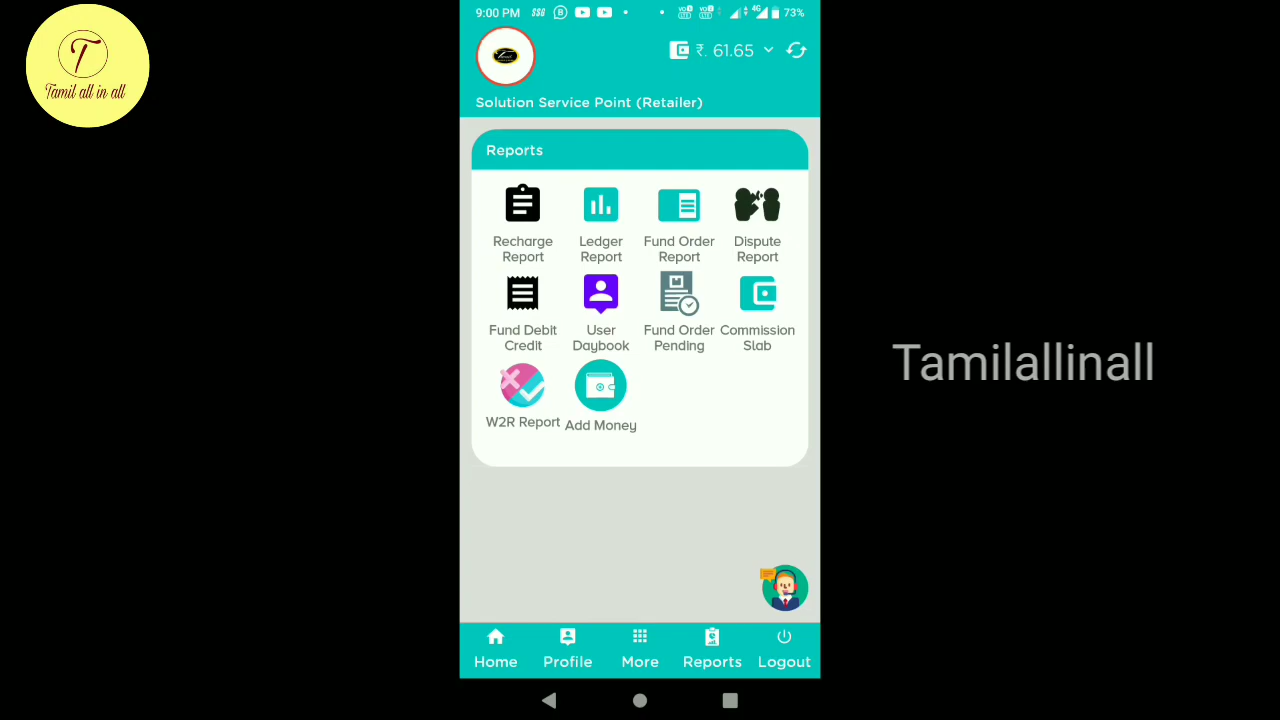 T
Tamil all in all
9:00 PM
4G
73%
₹. 61.65
Solution Service Point (Retailer)
Reports
Recharge
Report
Ledger
Report
Fund Order
Report
Dispute
Report
Fund Debit
Credit
User
Daybook
Fund Order
Pending
Commission
Slab
W2R Report
Add Money
Tamilallinall
Home
Profile
More
Reports
Logout